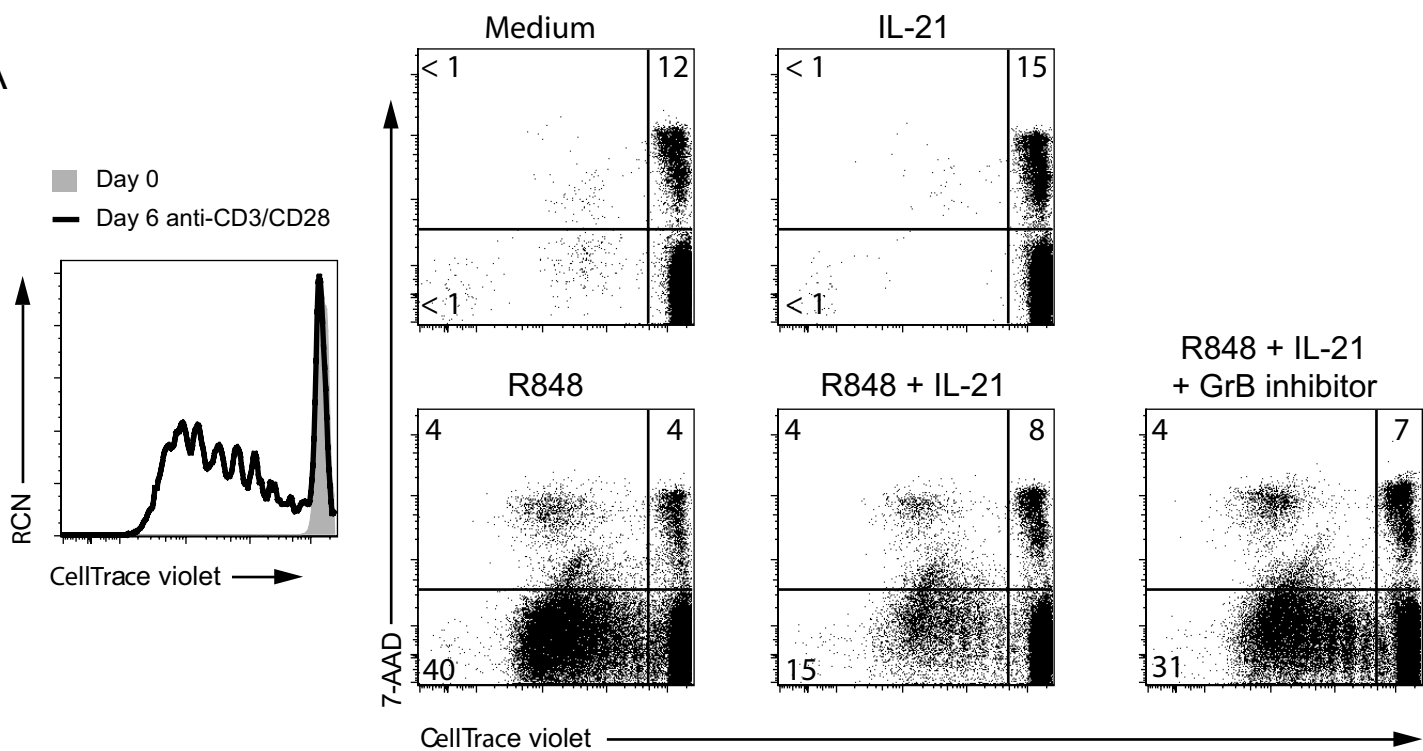 A
Day 0
Day 6 anti-CD3/CD28
RCN
CellTrace violet
Medium
< 1
12
< 1
IL-21
< 1
15
< 1
R848
4
4
40
R848 + IL-21
4
8
15
R848 + IL-21
+ GrB inhibitor
4
7
31
7-AAD
CellTrace violet